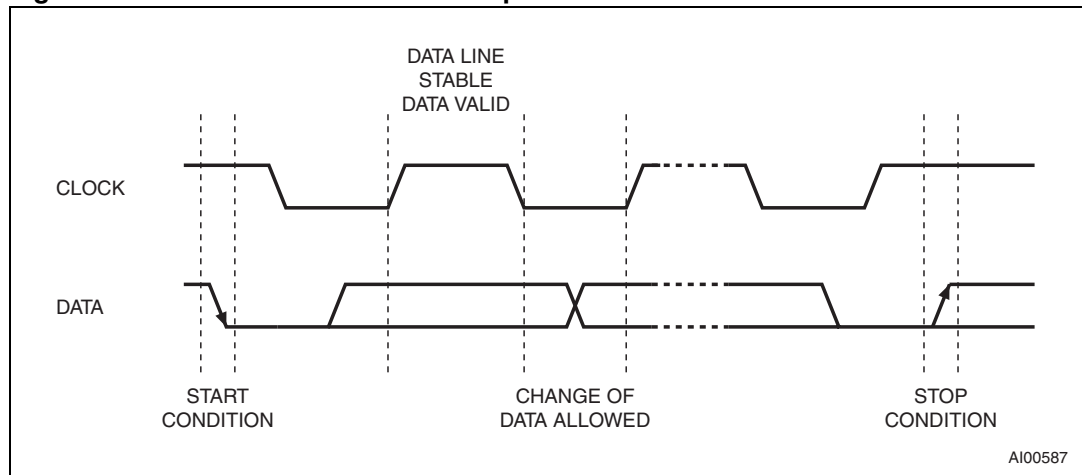 DATA LINE
STABLE
DATA VALID
CLOCK
DATA
START
CONDITION
CHANGE OF
DATA ALLOWED
STOP
CONDITION
AI00587